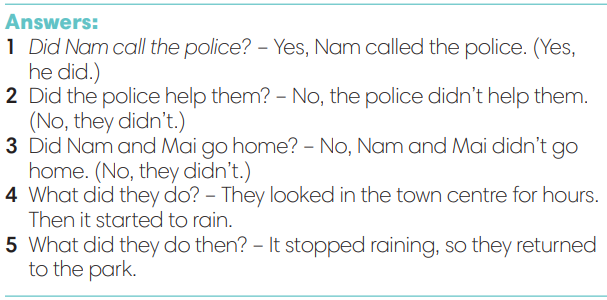 Answers:
1 Did Nam call the police? – Yes, Nam called the police. (Yes,
he did.)
2 Did the police help them? – No, the police didn’t help them.
(No, they didn’t.)
3 Did Nam and Mai go home? – No, Nam and Mai didn’t go
home. (No, they didn’t.)
4 What did they do? – They looked in the town centre for hours.
Then it started to rain.
5 What did they do then? – It stopped raining, so they returned
to the park.